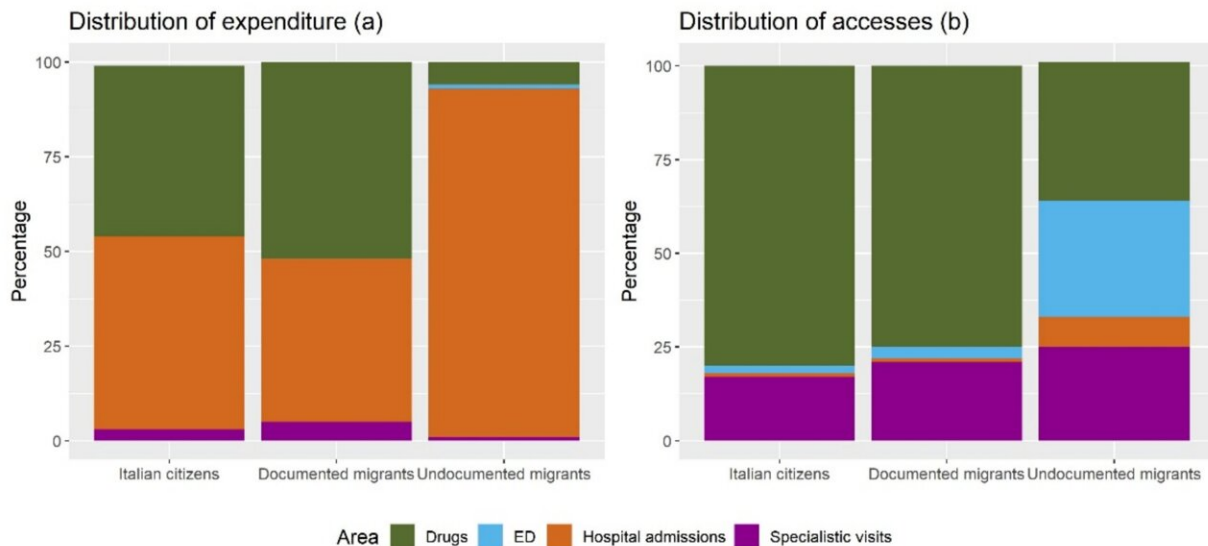 Distribution of expenditure (a)
Percentage
100
75
50
25
0
Italian citizens Documented migrants Undocumented migrants
Distribution of accesses (b)
Percentage
100
75
50
25
0
Italian citizens Documented migrants Undocumented migrants
Area Drugs ED Hospital admissions Specialistic visits